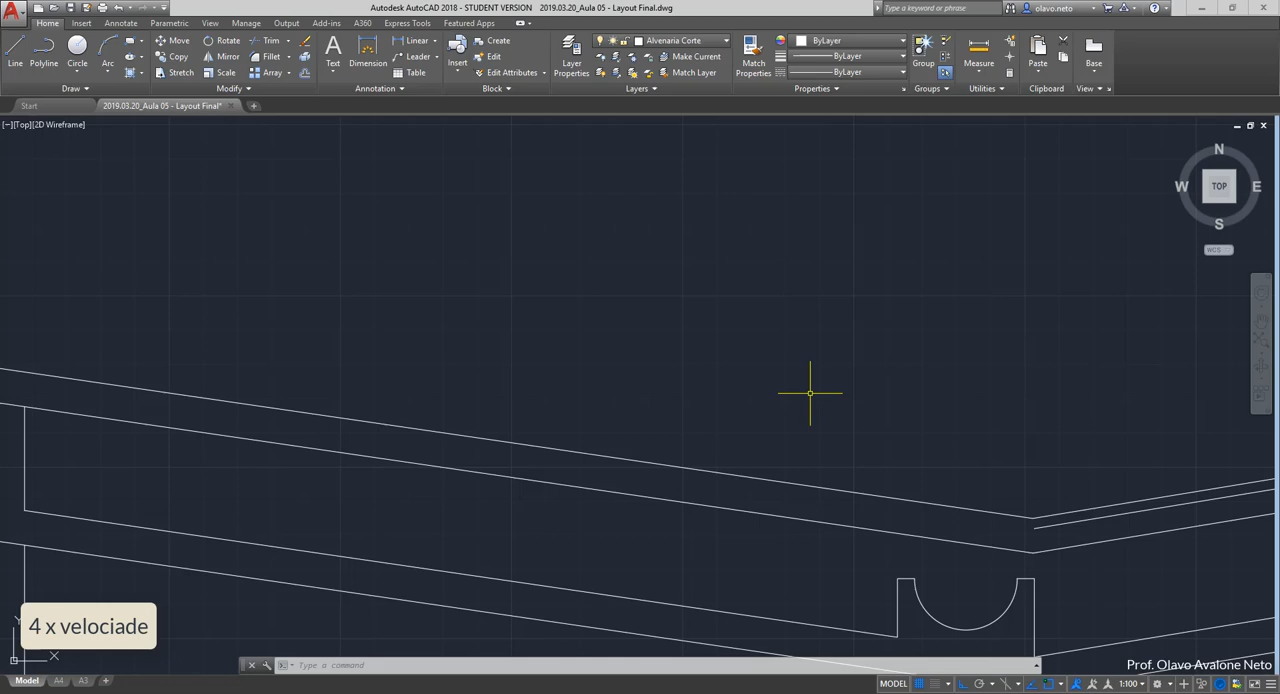 Autodesk AutoCAD 2018 - STUDENT VERSION 2019.03.20_Aula 05 - Layout Final.dwg
Type a keyword or phrase
olavo.neto
Home Insert Annotate Parametric View Manage Output Add-ins A360 Express Tools Featured Apps
Line Polyline Circle Arc
Move Rotate Trim
Copy Mirror Fillet
Stretch Scale Array
Text Dimension
Linear
Leader
Table
Insert
Create
Edit
Edit Attributes
Layer
Properties
Alvenaria Corte
Make Current
Match Layer
Match
Properties
ByLayer
ByLayer
ByLayer
Group
Measure
Paste
Base
Draw Modify Annotation Block Layers Properties Groups Utilities Clipboard View
Start 2019.03.20_Aula 05 - Layout Final*
[−][Top][2D Wireframe]
N
W TOP E
S
WCS
4 x velociade
Y
X
Type a command
Prof. Olavo Avalone Neto
Model A4 A3
MODEL 1:100